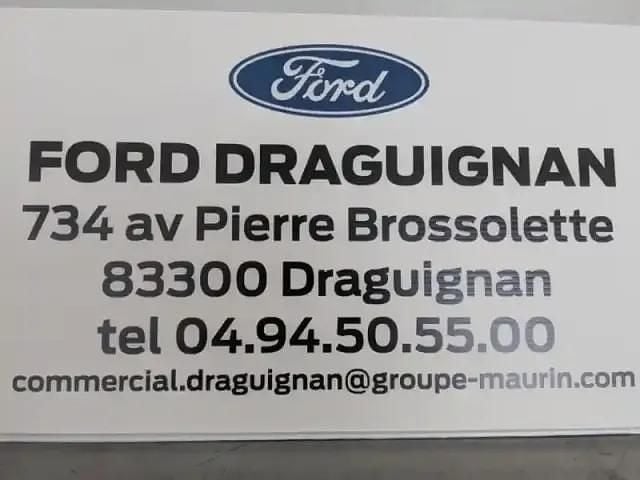 Ford
FORD DRAGUIGNAN
734 av Pierre Brossolette
83300 Draguignan
tel 04.94.50.55.00
commercial.draguignan@groupe-maurin.com